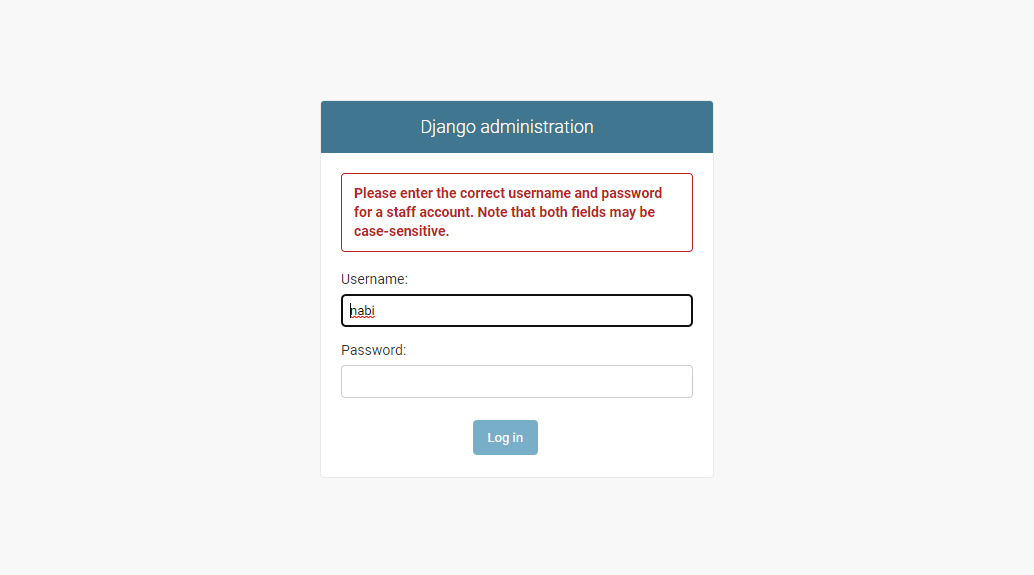 Django administration
Please enter the correct username and password
for a staff account. Note that both fields may be
case-sensitive.
Username:
nabi
Password:
Log in